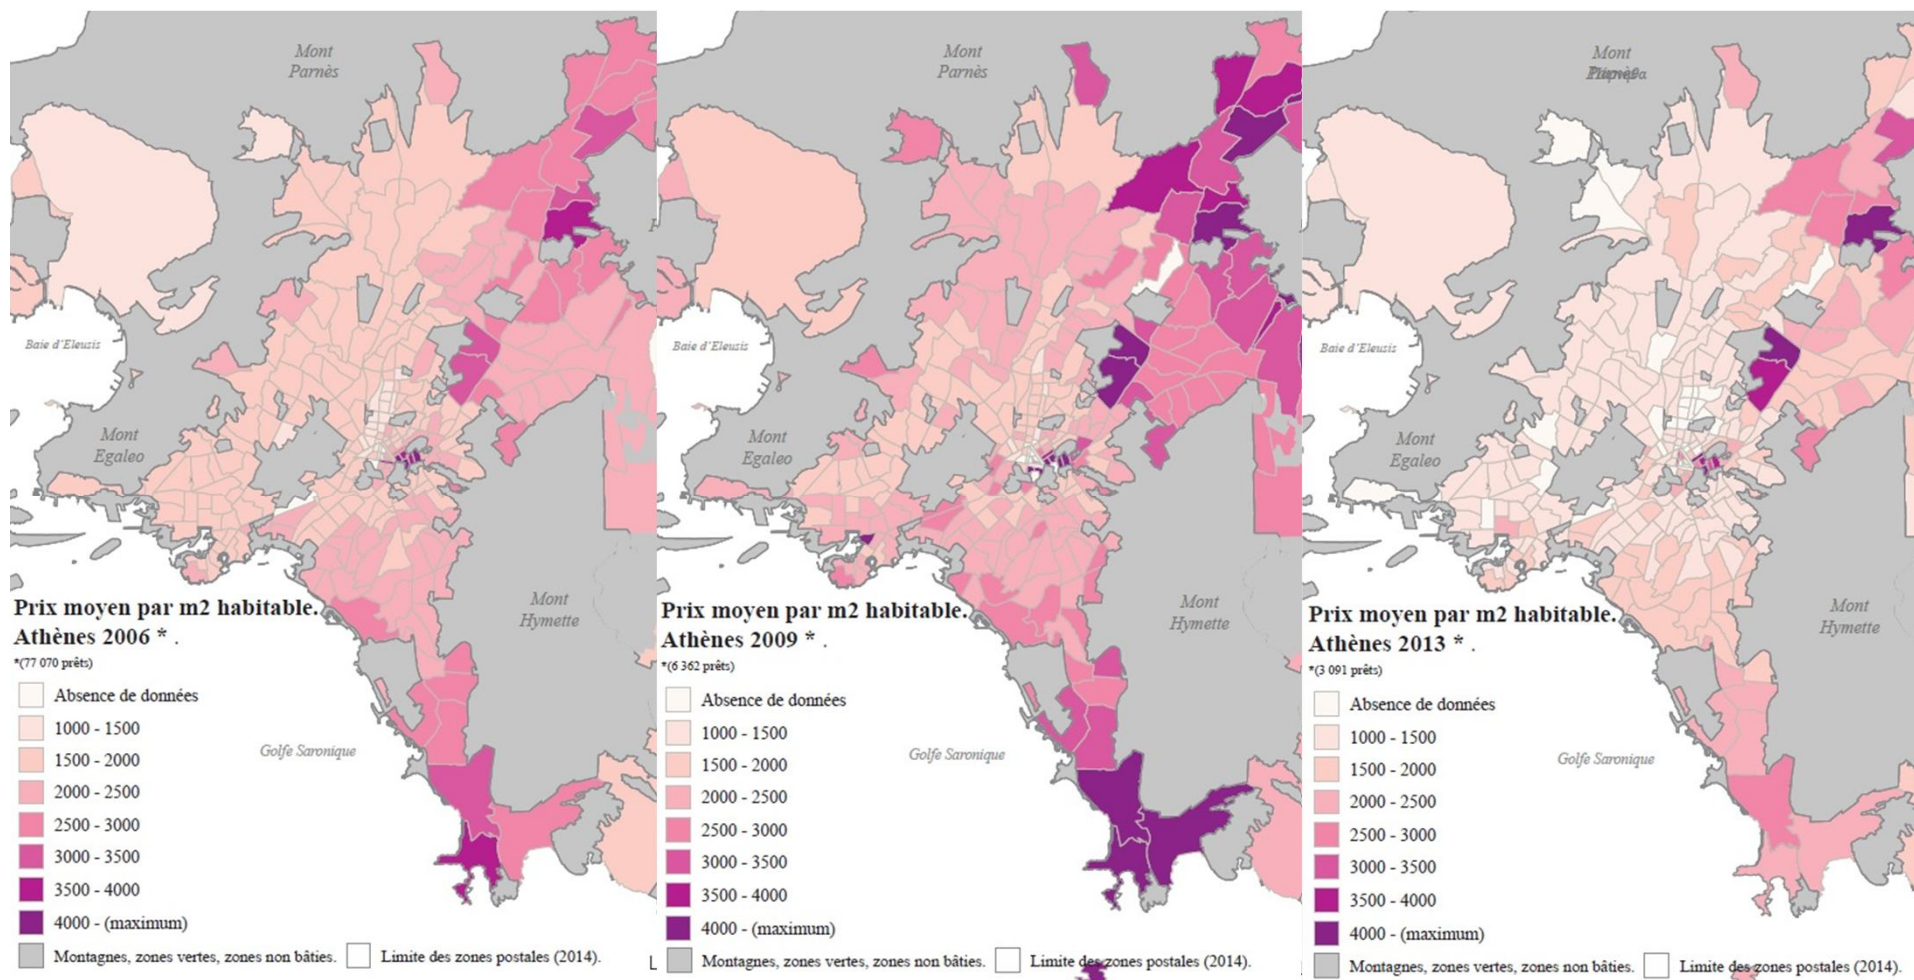 Mont
Parnès
Baie d'Eleusis
Mont
Egaleo
Mont
Hymette
Golfe Saronique
Prix moyen par m2 habitable.
Athènes 2006 * .
*(77 070 prêts)
Absence de données
1000 - 1500
1500 - 2000
2000 - 2500
2500 - 3000
3000 - 3500
3500 - 4000
4000 - (maximum)
Montagnes, zones vertes, zones non bâties.
Limite des zones postales (2014).
Mont
Parnès
Baie d'Eleusis
Mont
Egaleo
Mont
Hymette
Golfe Saronique
Prix moyen par m2 habitable.
Athènes 2009 * .
*(6 362 prêts)
Absence de données
1000 - 1500
1500 - 2000
2000 - 2500
2500 - 3000
3000 - 3500
3500 - 4000
4000 - (maximum)
Montagnes, zones vertes, zones non bâties.
Limite des zones postales (2014).
Mont
Baie d'Eleusis
Mont
Egaleo
Mont
Hymette
Golfe Saronique
Prix moyen par m2 habitable.
Athènes 2013 * .
*(3 091 prêts)
Absence de données
1000 - 1500
1500 - 2000
2000 - 2500
2500 - 3000
3000 - 3500
3500 - 4000
4000 - (maximum)
Montagnes, zones vertes, zones non bâties.
Limite des zones postales (2014).